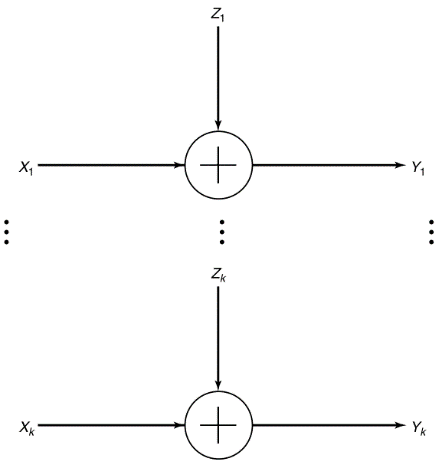 Z₁
X₁ Y₁
Zₖ
Xₖ Yₖ